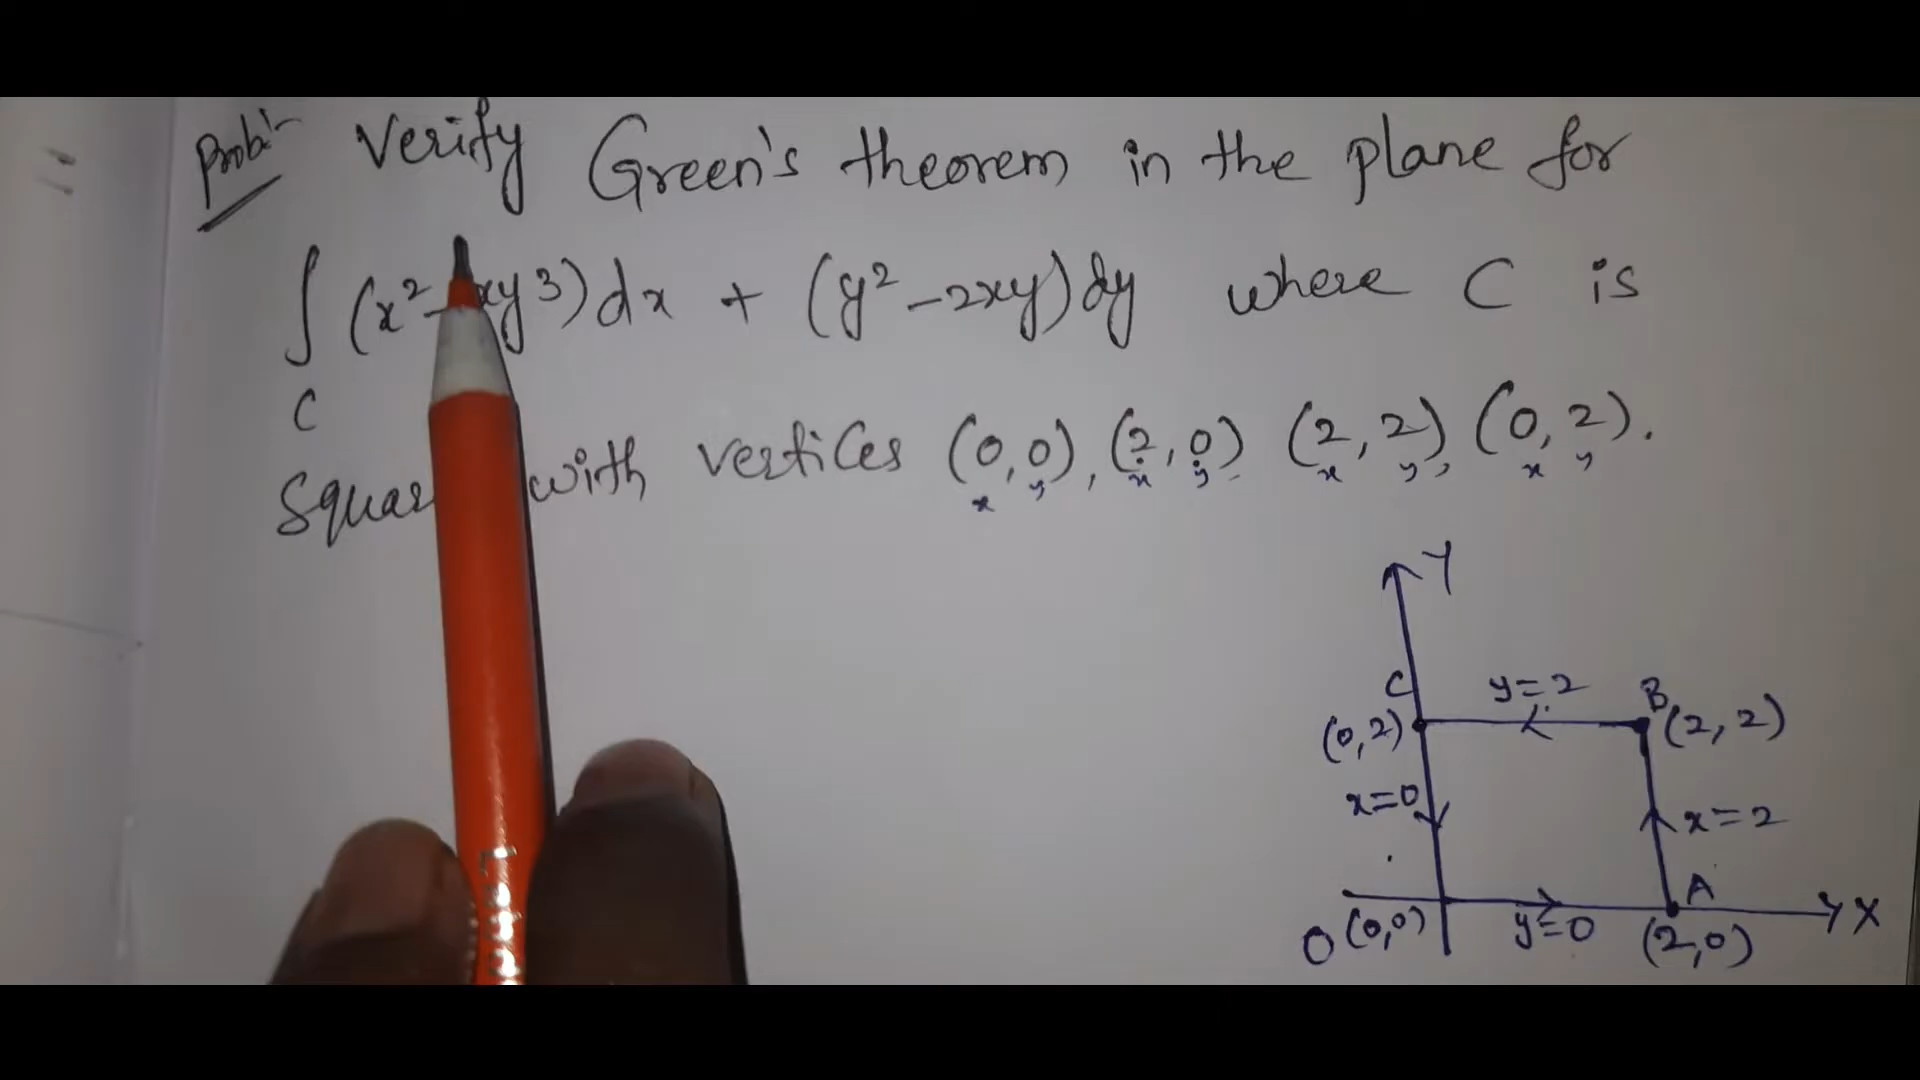 Prob:- Verify Green's theorem in the plane for
∫ (x² - xy³) dx + (y² - 2xy) dy where C is
C
Squar with vertices (0,0), (2,0) (2,2), (0,2).
x y x y x y x y
Y
C y=2 B
(0,2) (2,2)
x=0 x=2
A
O (0,0) y=0 (2,0) X